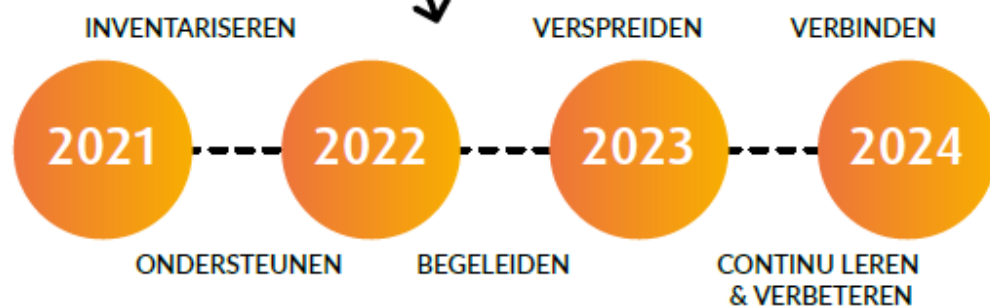 INVENTARISEREN
VERSPREIDEN
VERBINDEN
2021
2022
2023
2024
ONDERSTEUNEN
BEGELEIDEN
CONTINU LEREN
& VERBETEREN